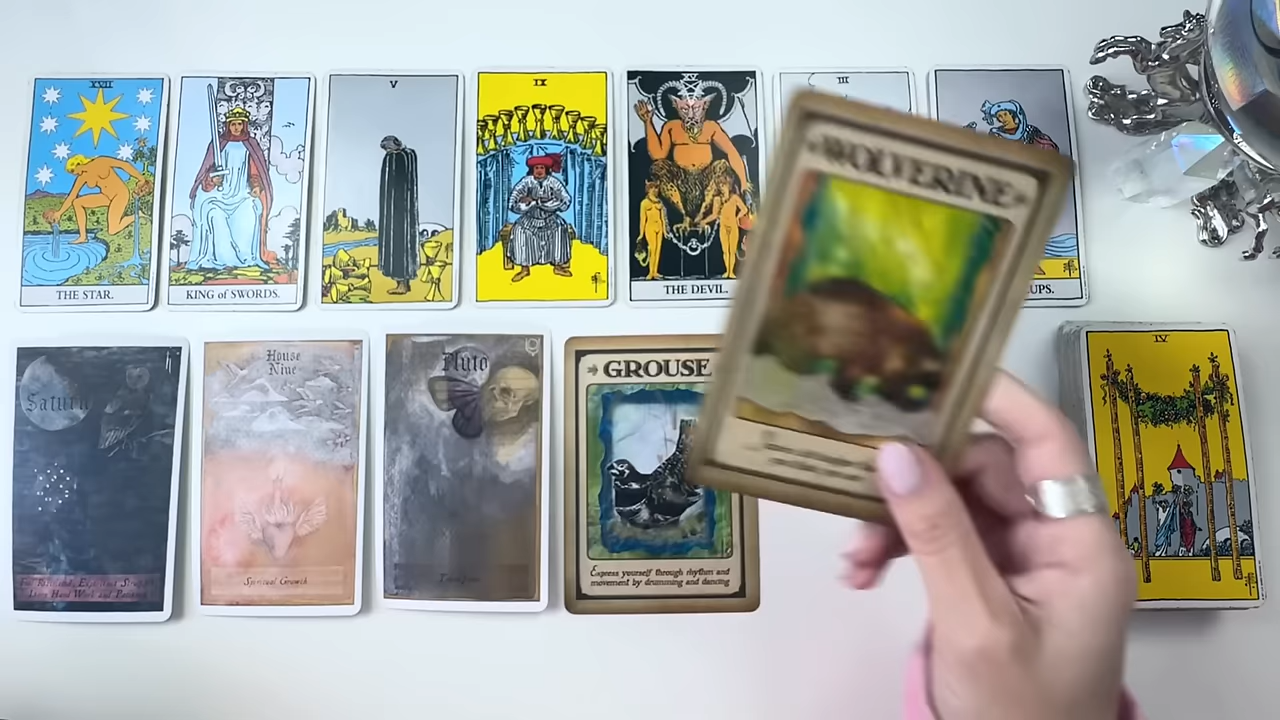 XVII
THE STAR.
KING of SWORDS.
V
IX
XV
THE DEVIL.
III
CUPS.
WOLVERINE
Saturn
House
Nine
Spiritual Growth
Pluto
GROUSE
Express yourself through rhythm and
movement by drumming and dancing
IV